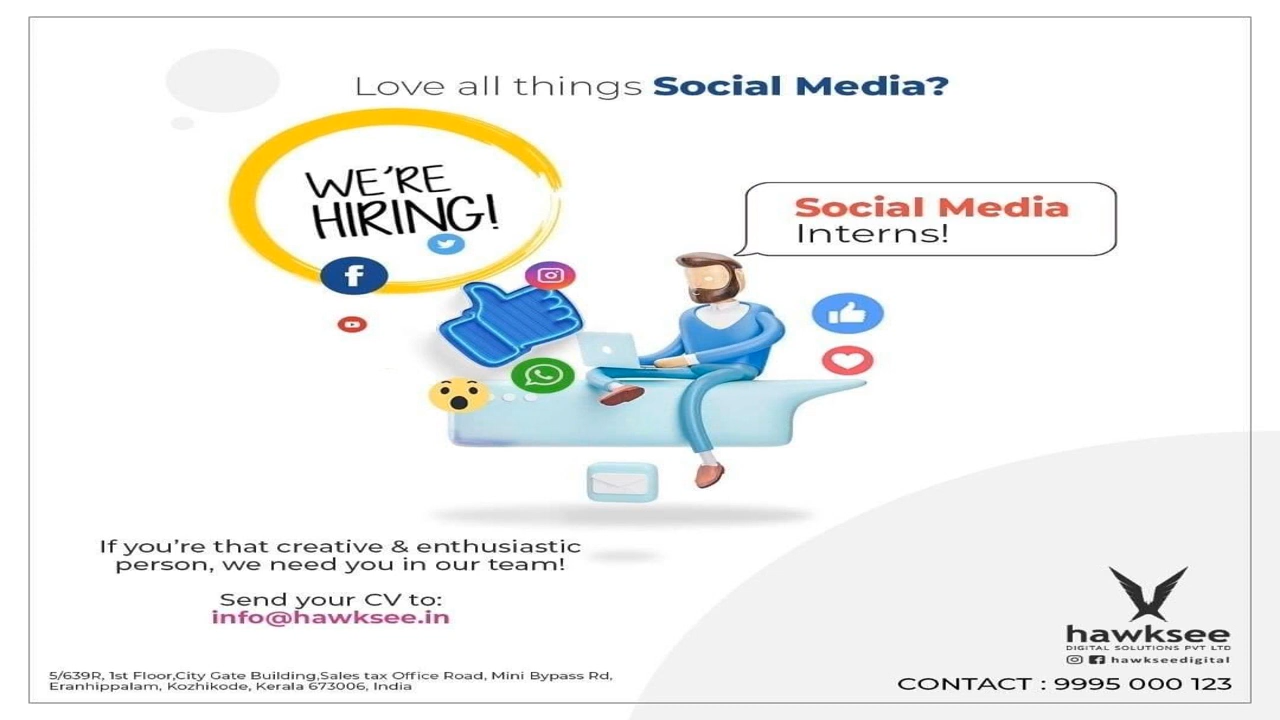 Love all things Social Media?
WE'RE
HIRING!
Social Media
Interns!
If you're that creative & enthusiastic
person, we need you in our team!
Send your CV to:
info@hawksee.in
5/639R, 1st Floor,City Gate Building,Sales tax Office Road, Mini Bypass Rd,
Eranhippalam, Kozhikode, Kerala 673006, India
hawksee
DIGITAL SOLUTIONS PVT LTD
hawkseedigital
CONTACT : 9995 000 123